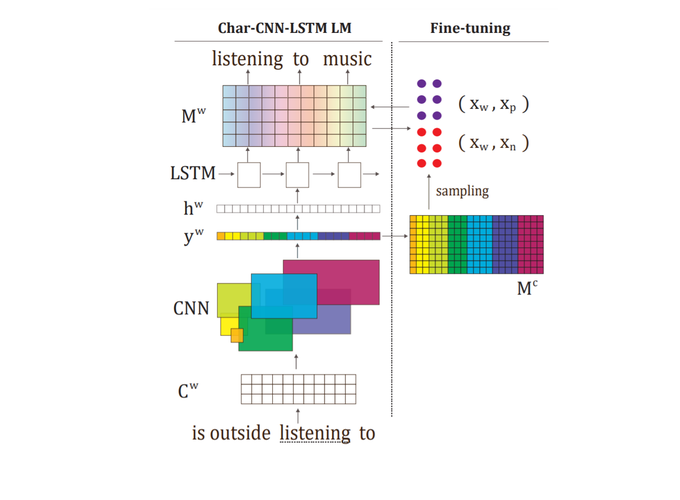 Char-CNN-LSTM LM
Fine-tuning
listening to music
M^w
(x_w, x_p)
(x_w, x_n)
LSTM
sampling
h^w
y^w
M^c
CNN
C^w
is outside listening to